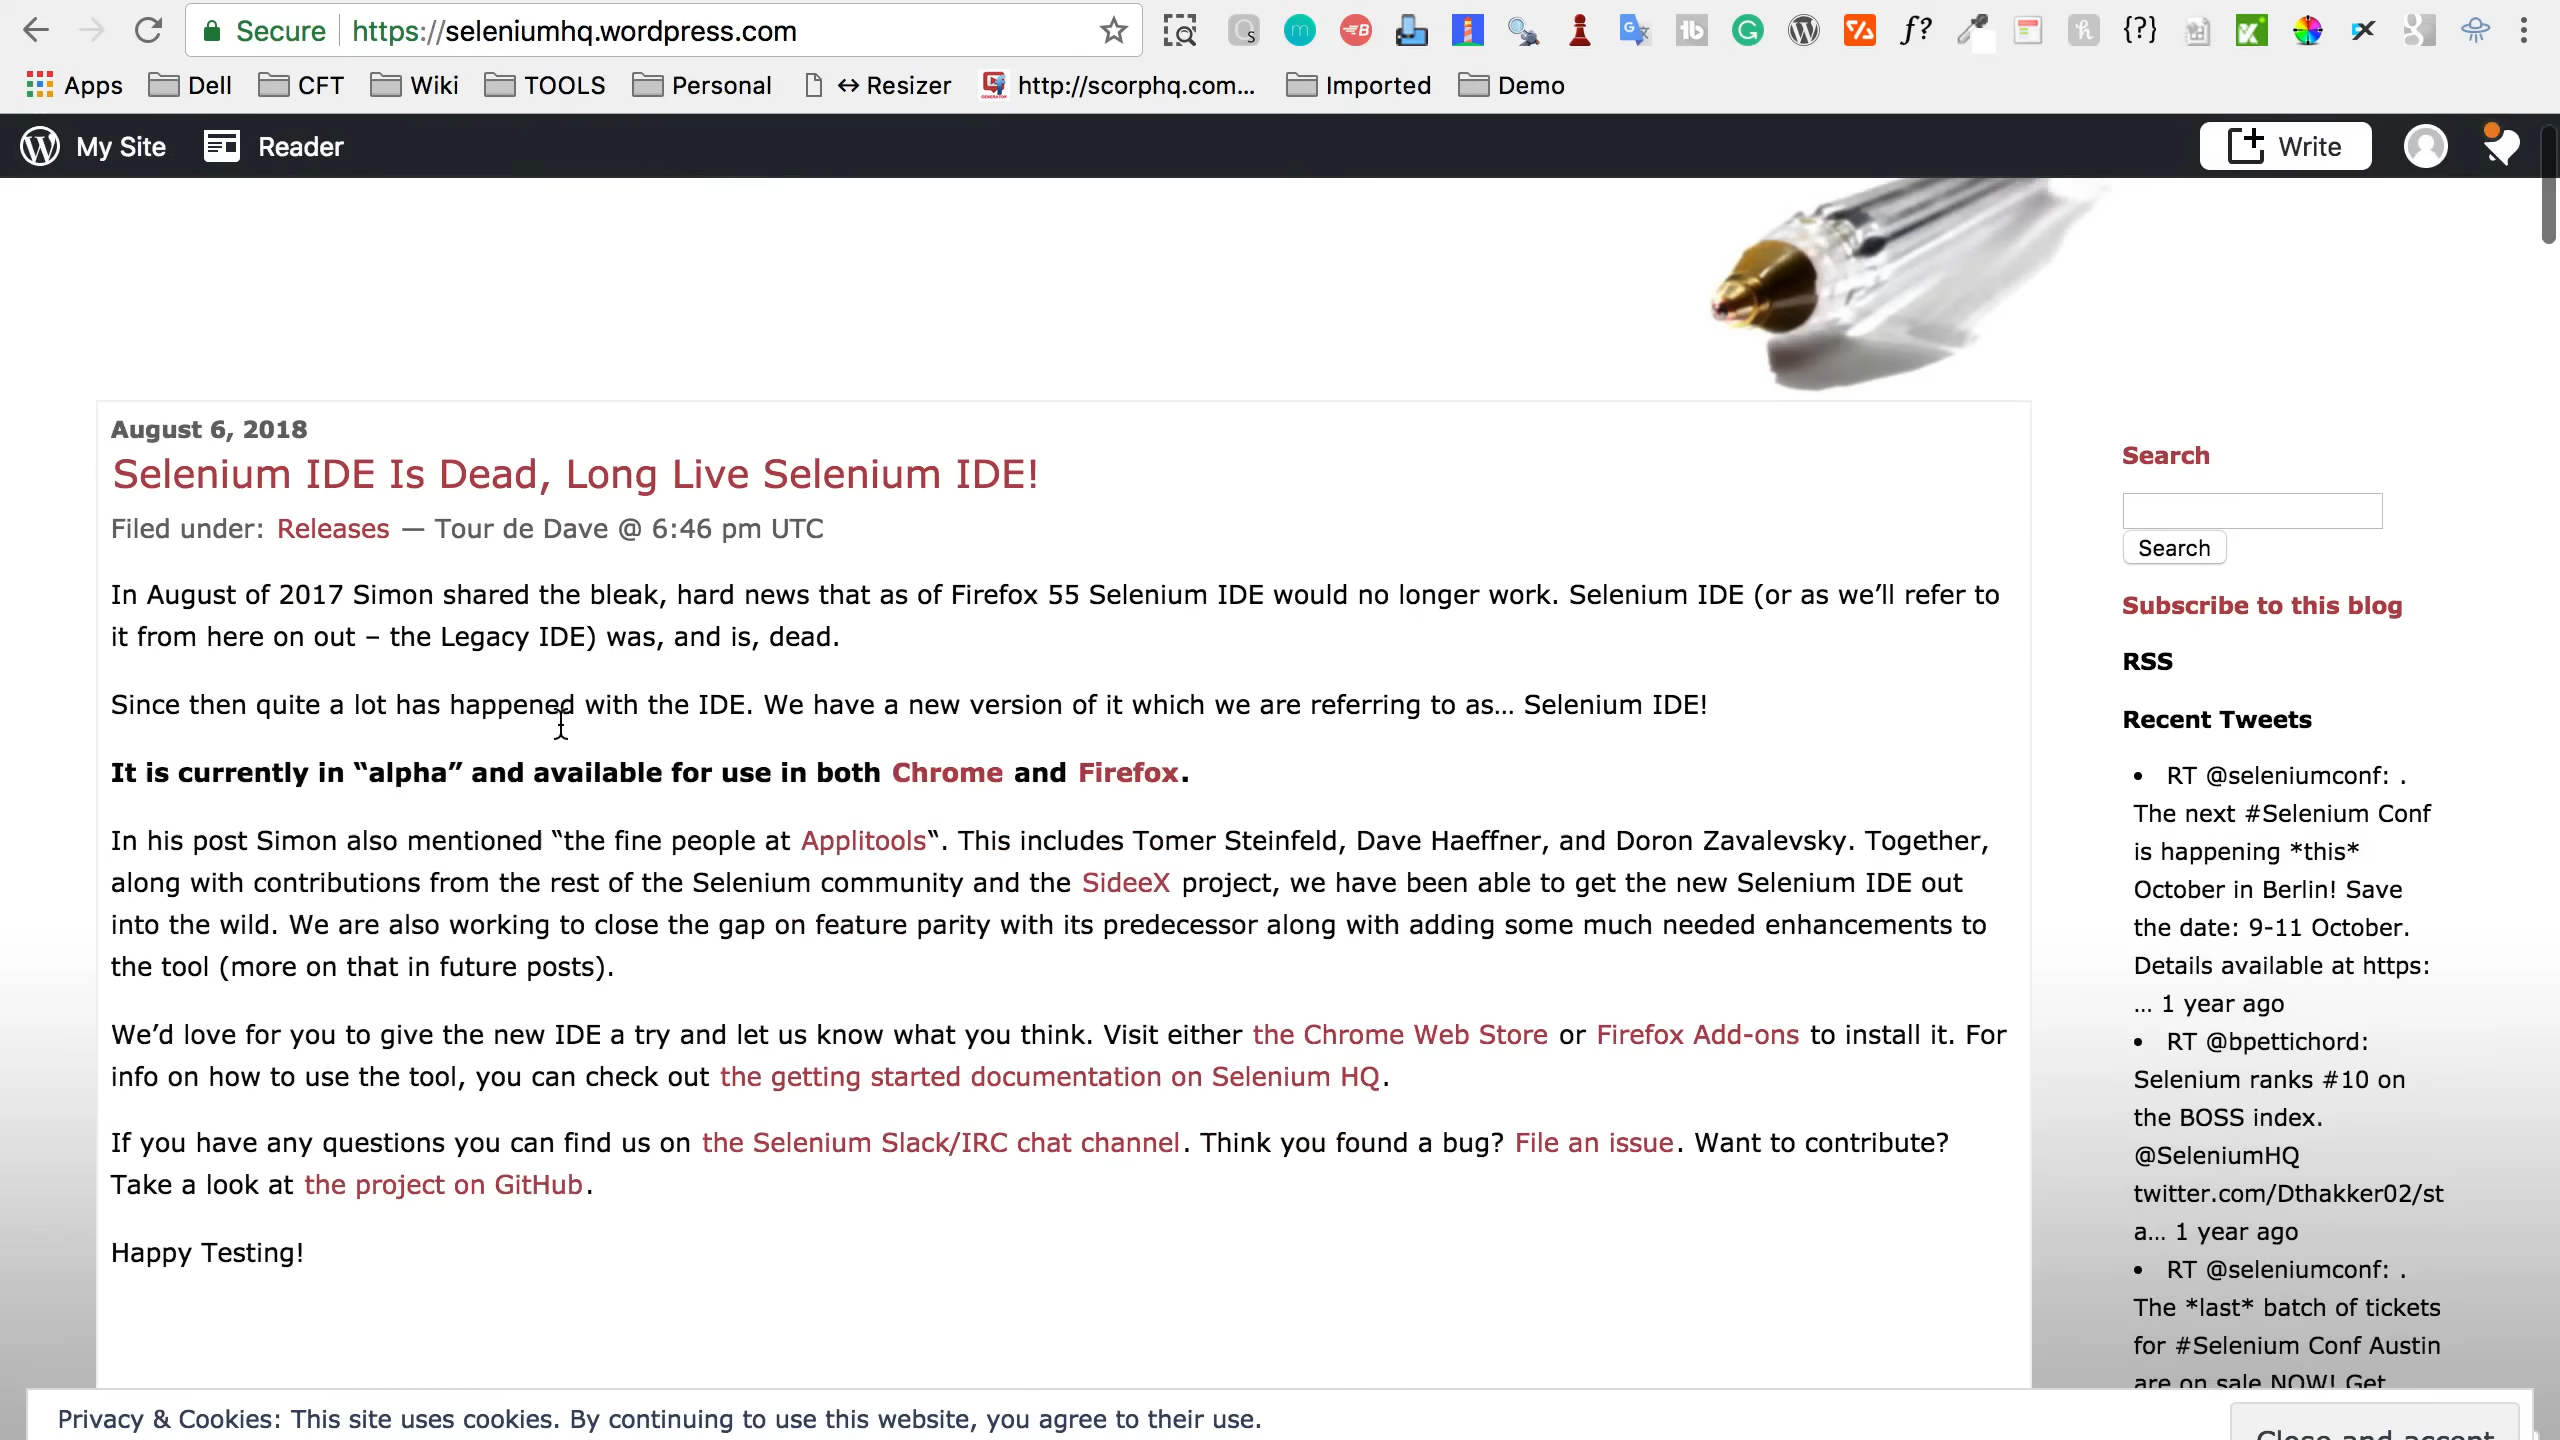 Secure https://seleniumhq.wordpress.com
Apps Dell CFT Wiki TOOLS Personal ↔ Resizer http://scorphq.com... Imported Demo
My Site Reader Write
August 6, 2018
Selenium IDE Is Dead, Long Live Selenium IDE!
Filed under: Releases — Tour de Dave @ 6:46 pm UTC
In August of 2017 Simon shared the bleak, hard news that as of Firefox 55 Selenium IDE would no longer work. Selenium IDE (or as we’ll refer to
it from here on out – the Legacy IDE) was, and is, dead.
Since then quite a lot has happened with the IDE. We have a new version of it which we are referring to as… Selenium IDE!
It is currently in “alpha” and available for use in both Chrome and Firefox.
In his post Simon also mentioned “the fine people at Applitools“. This includes Tomer Steinfeld, Dave Haeffner, and Doron Zavalevsky. Together,
along with contributions from the rest of the Selenium community and the SideeX project, we have been able to get the new Selenium IDE out
into the wild. We are also working to close the gap on feature parity with its predecessor along with adding some much needed enhancements to
the tool (more on that in future posts).
We’d love for you to give the new IDE a try and let us know what you think. Visit either the Chrome Web Store or Firefox Add-ons to install it. For
info on how to use the tool, you can check out the getting started documentation on Selenium HQ.
If you have any questions you can find us on the Selenium Slack/IRC chat channel. Think you found a bug? File an issue. Want to contribute?
Take a look at the project on GitHub.
Happy Testing!
Search
Search
Subscribe to this blog
RSS
Recent Tweets
• RT @seleniumconf: .
The next #Selenium Conf
is happening *this*
October in Berlin! Save
the date: 9-11 October.
Details available at https:
… 1 year ago
• RT @bpettichord:
Selenium ranks #10 on
the BOSS index.
@SeleniumHQ
twitter.com/Dthakker02/st
a… 1 year ago
• RT @seleniumconf: .
The *last* batch of tickets
for #Selenium Conf Austin
are on sale NOW! Get
Privacy & Cookies: This site uses cookies. By continuing to use this website, you agree to their use.
Close and accept